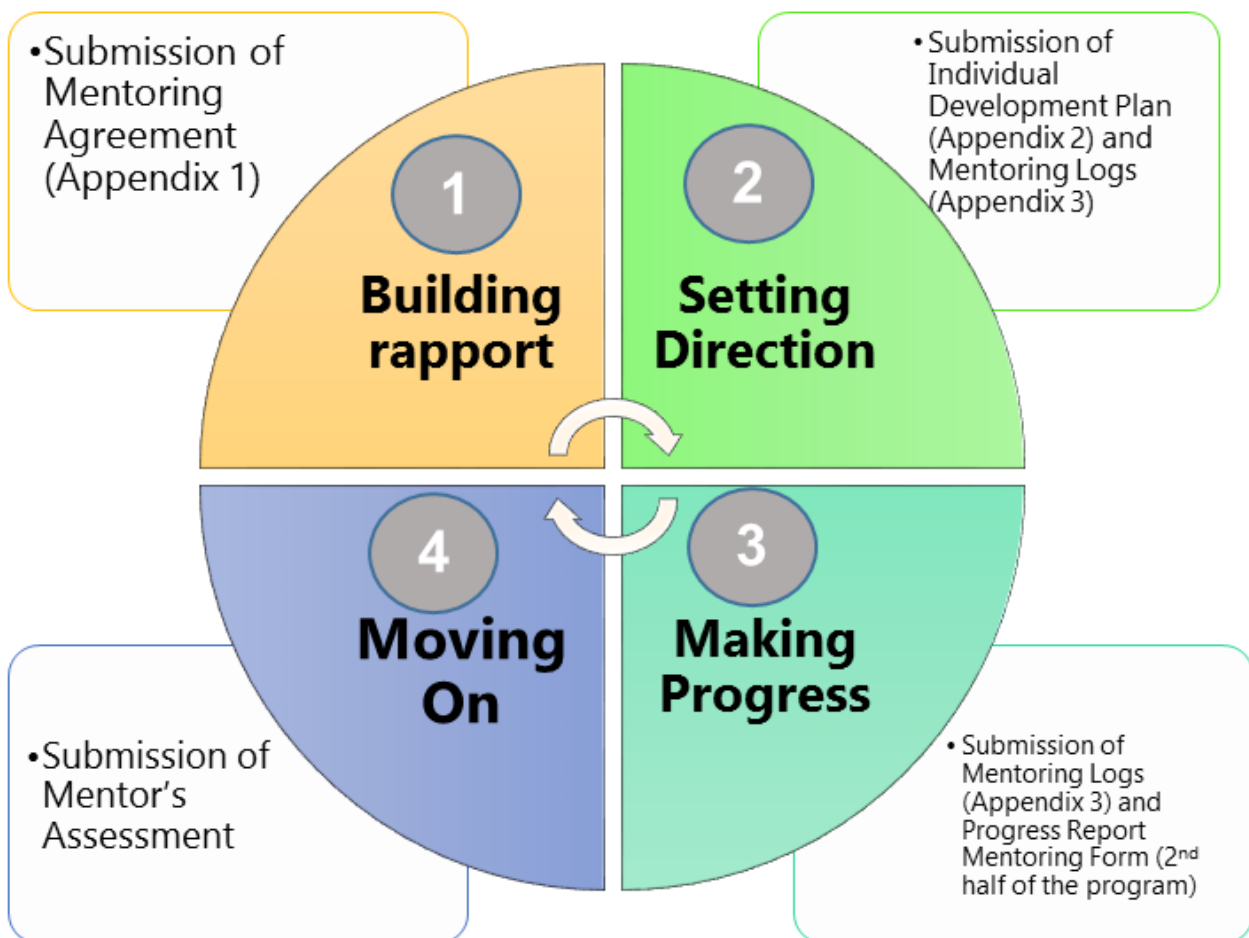 •Submission of
Mentoring
Agreement
(Appendix 1)
1
Building
rapport
• Submission of
Individual
Development Plan
(Appendix 2) and
Mentoring Logs
(Appendix 3)
2
Setting
Direction
3
Making
Progress
• Submission of
Mentoring Logs
(Appendix 3) and
Progress Report
Mentoring Form (2nd
half of the program)
4
Moving
On
•Submission of
Mentor’s
Assessment